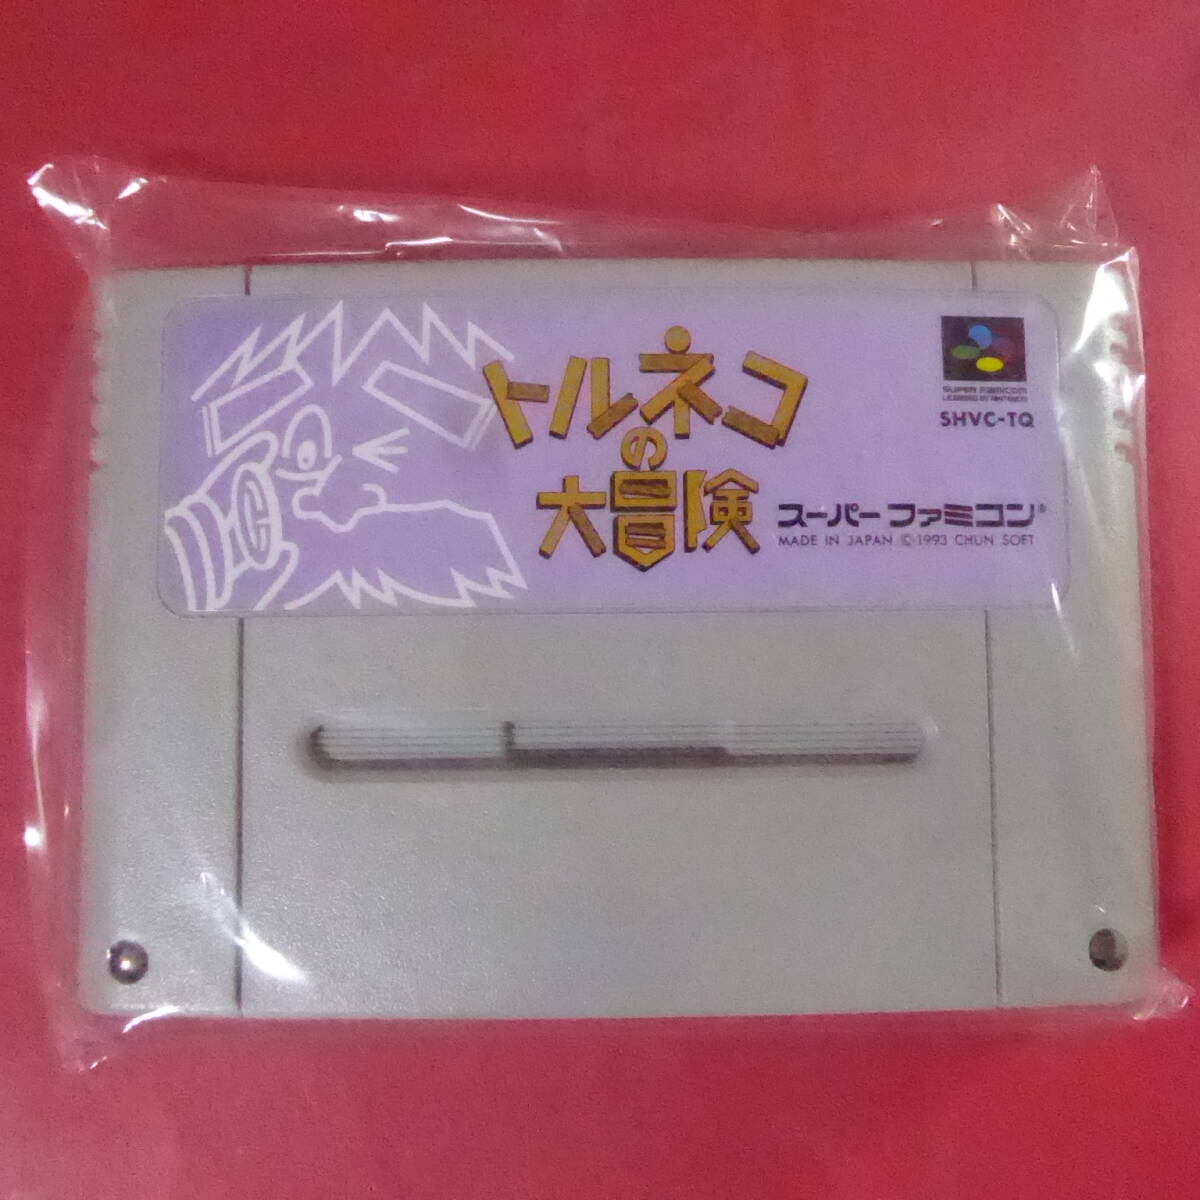 トルネコ
の
大冒険
SUPER FAMICOM
LICENSED BY NINTENDO
SHVC-TQ
スーパーファミコン®
MADE IN JAPAN © 1993 CHUN SOFT